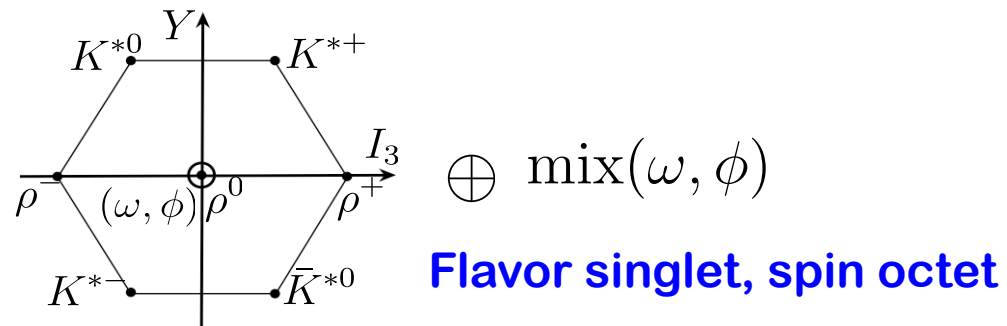 Y
K*0 K*+
I3
⊕ mix(ω, ϕ)
ρ− (ω, ϕ) ρ0 ρ+
Flavor singlet, spin octet
K*− K̄*0